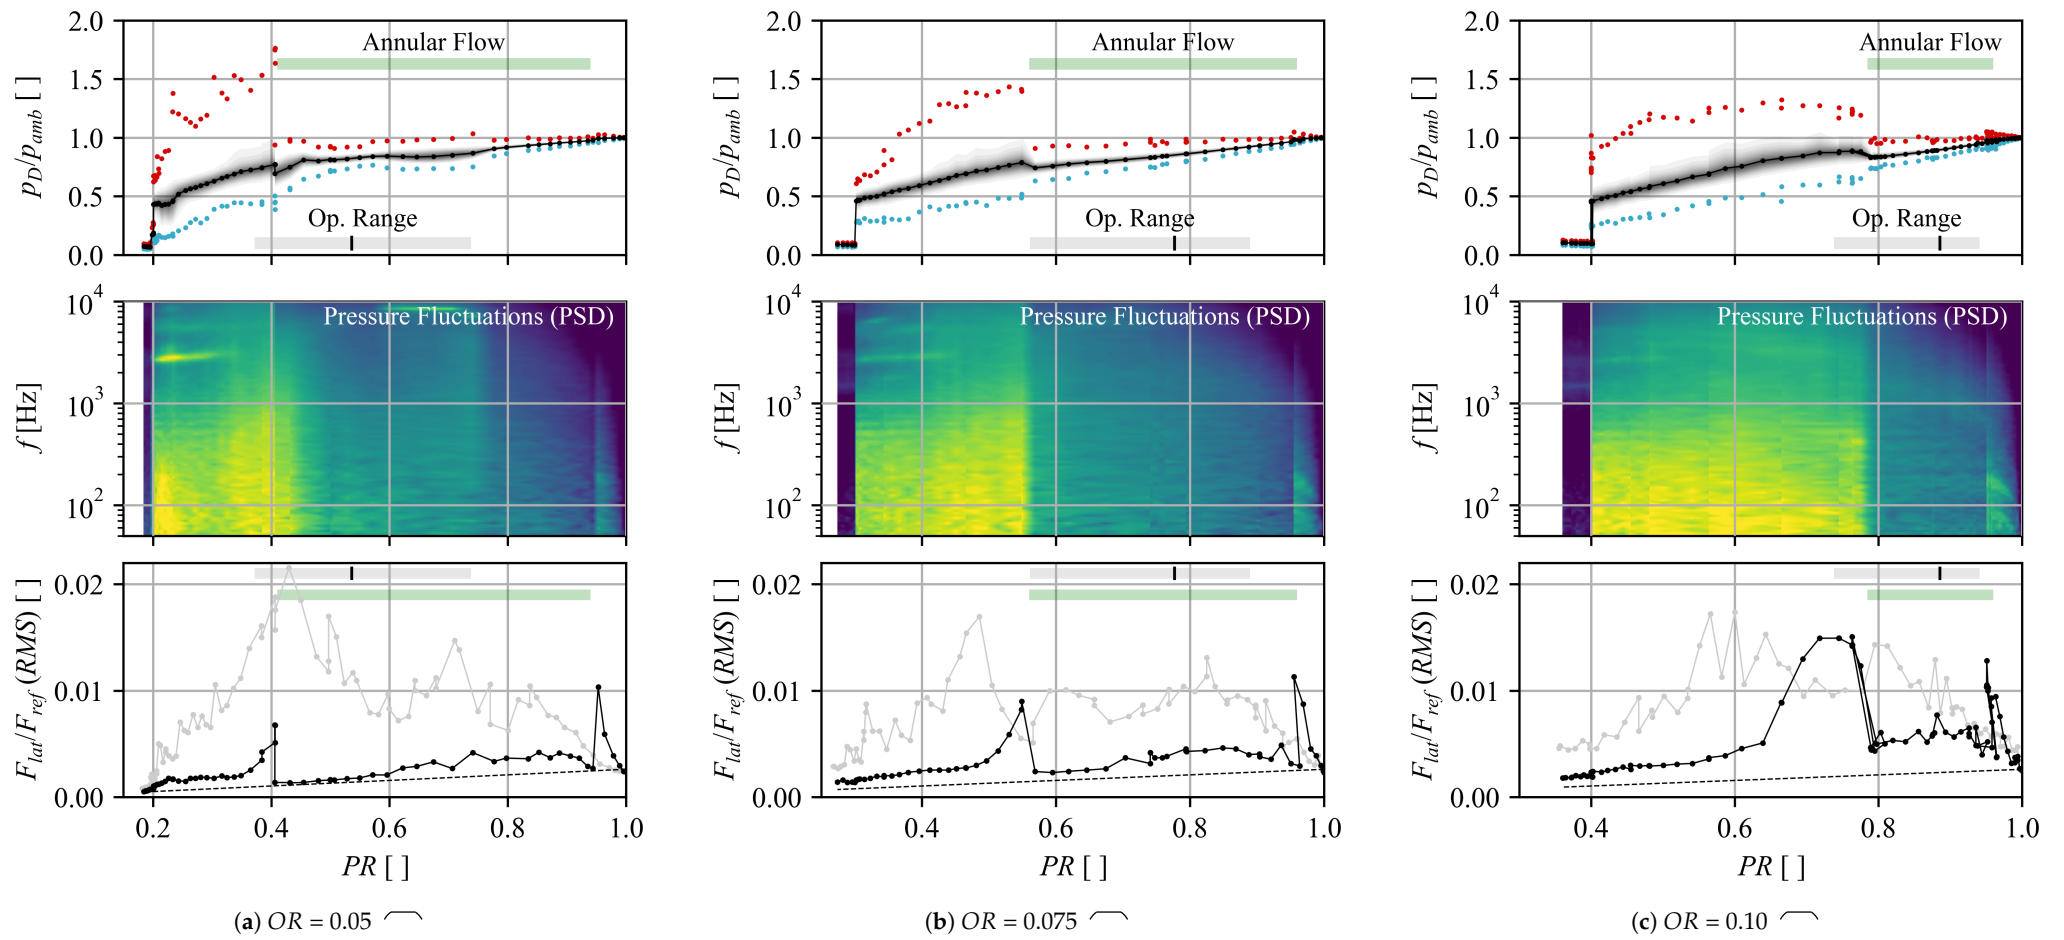 2.0
1.5
1.0
0.5
0.0
p_D/p_amb [ ]
Annular Flow
Op. Range
2.0
1.5
1.0
0.5
0.0
p_D/p_amb [ ]
Annular Flow
Op. Range
2.0
1.5
1.0
0.5
0.0
p_D/p_amb [ ]
Annular Flow
Op. Range
10^4
10^3
10^2
f [Hz]
Pressure Fluctuations (PSD)
10^4
10^3
10^2
f [Hz]
Pressure Fluctuations (PSD)
10^4
10^3
10^2
f [Hz]
Pressure Fluctuations (PSD)
0.02
0.01
0.00
F_lat/F_ref (RMS) [ ]
0.2 0.4 0.6 0.8 1.0
PR [ ]
0.02
0.01
0.00
F_lat/F_ref (RMS) [ ]
0.4 0.6 0.8 1.0
PR [ ]
0.02
0.01
0.00
F_lat/F_ref (RMS) [ ]
0.4 0.6 0.8 1.0
PR [ ]
(a) OR = 0.05
(b) OR = 0.075
(c) OR = 0.10